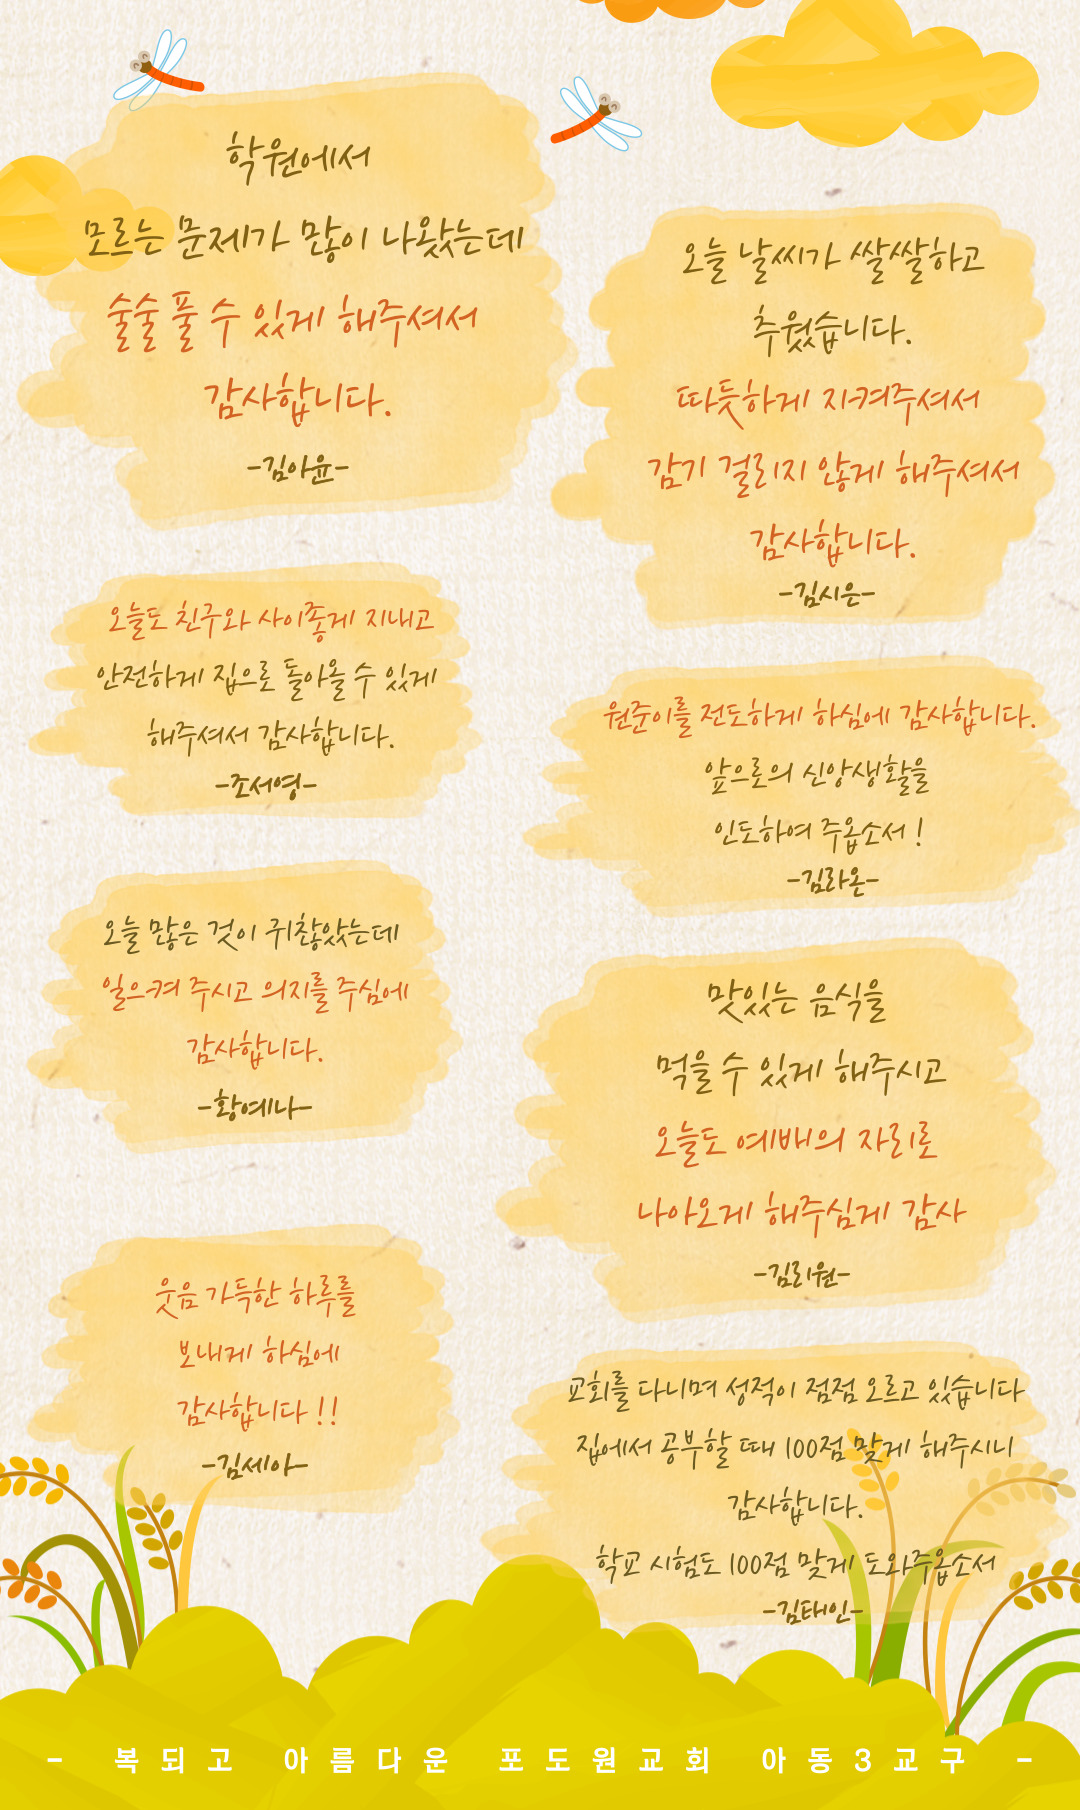 학원에서
모르는 문제가 많이 나왔는데
술술 풀 수 있게 해주셔서
감사합니다.
-김아윤-
오늘 날씨가 쌀쌀하고
추웠습니다.
따듯하게 지켜주셔서
감기 걸리지 않게 해주셔서
감사합니다.
-김시은-
오늘도 친구와 사이좋게 지내고
안전하게 집으로 돌아올 수 있게
해주셔서 감사합니다.
-조서영-
원준이를 전도하게 하심에 감사합니다.
앞으로의 신앙생활을
인도하여 주옵소서 !
-김라온-
오늘 많은 것이 귀찮았는데
일으켜 주시고 의지를 주심에
감사합니다.
-황예나-
맛있는 음식을
먹을 수 있게 해주시고
오늘도 예배의 자리로
나아오게 해주심게 감사
-김리원-
웃음 가득한 하루를
보내게 하심에
감사합니다 !!
-김세아-
교회를 다니며 성적이 점점 오르고 있습니다
집에서 공부할 때 100점 맞게 해주시니
감사합니다.
학교 시험도 100점 맞게 도와주옵소서
-김태인-
- 복되고 아름다운 포도원교회 아동3교구 -